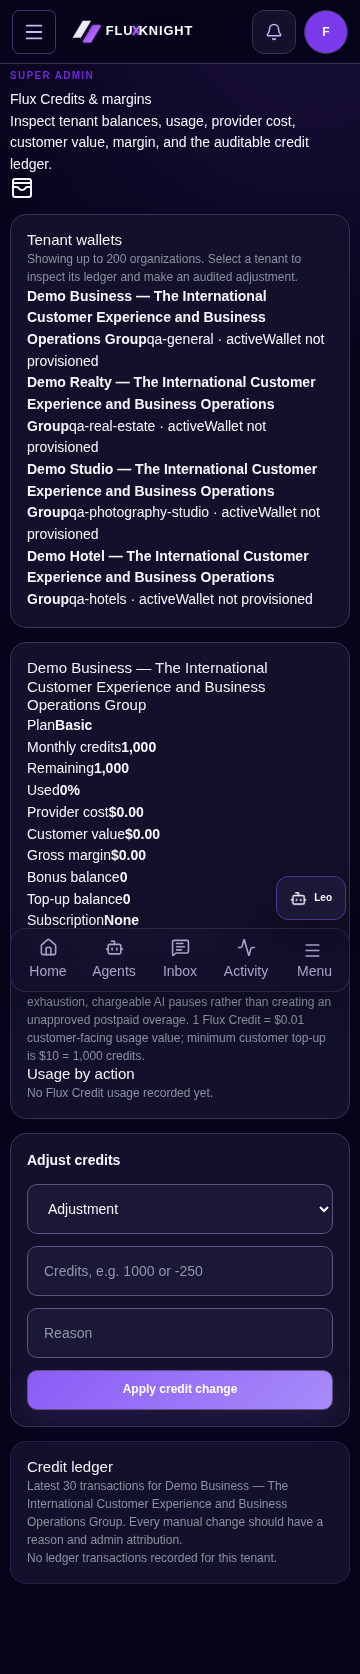 FLUXKNIGHT
F
SUPER ADMIN
Flux Credits & margins
Inspect tenant balances, usage, provider cost,
customer value, margin, and the auditable credit
ledger.
Tenant wallets
Showing up to 200 organizations. Select a tenant to
inspect its ledger and make an audited adjustment.
Demo Business — The International
Customer Experience and Business
Operations Groupqa-general · activeWallet not
provisioned
Demo Realty — The International Customer
Experience and Business Operations
Groupqa-real-estate · activeWallet not
provisioned
Demo Studio — The International Customer
Experience and Business Operations
Groupqa-photography-studio · activeWallet not
provisioned
Demo Hotel — The International Customer
Experience and Business Operations
Groupqa-hotels · activeWallet not provisioned
Demo Business — The International
Customer Experience and Business
Operations Group
PlanBasic
Monthly credits1,000
Remaining1,000
Used0%
Provider cost$0.00
Customer value$0.00
Gross margin$0.00
Bonus balance0
Leo
Top-up balance0
SubscriptionNone
Home Agents Inbox Activity Menu
exhaustion, chargeable AI pauses rather than creating an
unapproved postpaid overage. 1 Flux Credit = $0.01
customer-facing usage value; minimum customer top-up
is $10 = 1,000 credits.
Usage by action
No Flux Credit usage recorded yet.
Adjust credits
Adjustment
Credits, e.g. 1000 or -250
Reason
Apply credit change
Credit ledger
Latest 30 transactions for Demo Business — The
International Customer Experience and Business
Operations Group. Every manual change should have a
reason and admin attribution.
No ledger transactions recorded for this tenant.